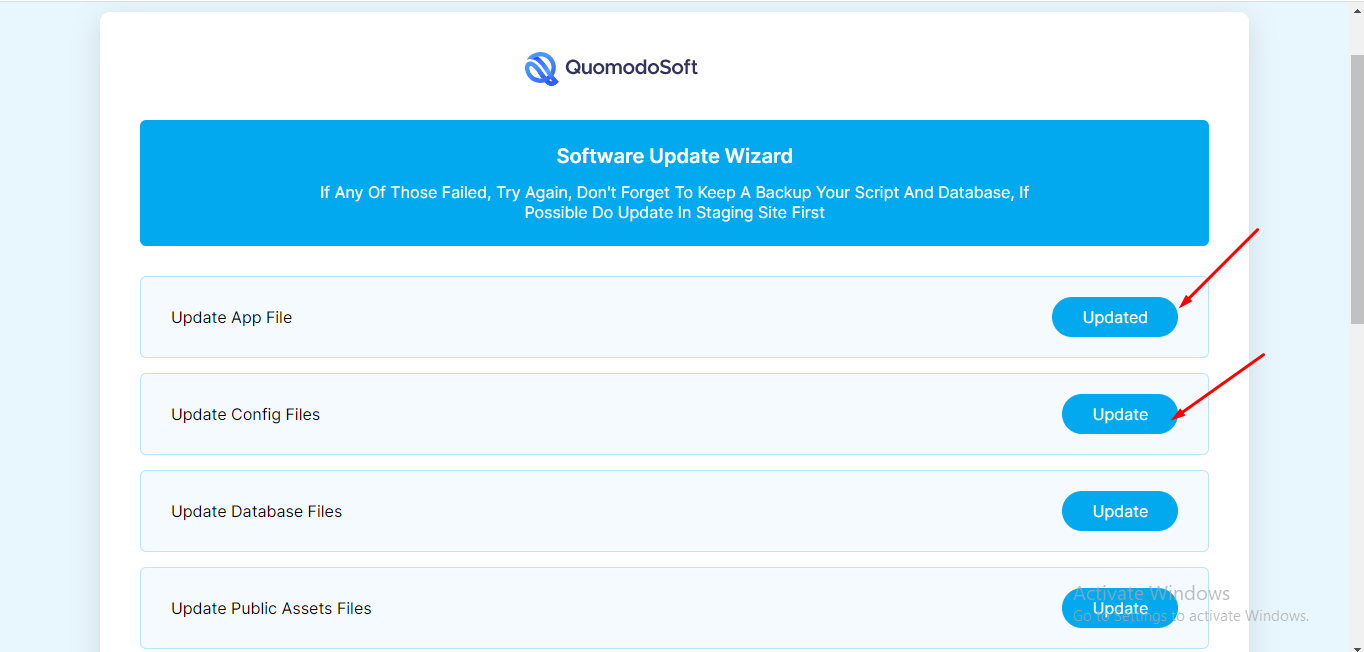 QuomodoSoft
Software Update Wizard
If Any Of Those Failed, Try Again, Don't Forget To Keep A Backup Your Script And Database, If
Possible Do Update In Staging Site First
Update App File
Updated
Update Config Files
Update
Update Database Files
Update
Update Public Assets Files
Update
Activate Windows
Go to Settings to activate Windows.